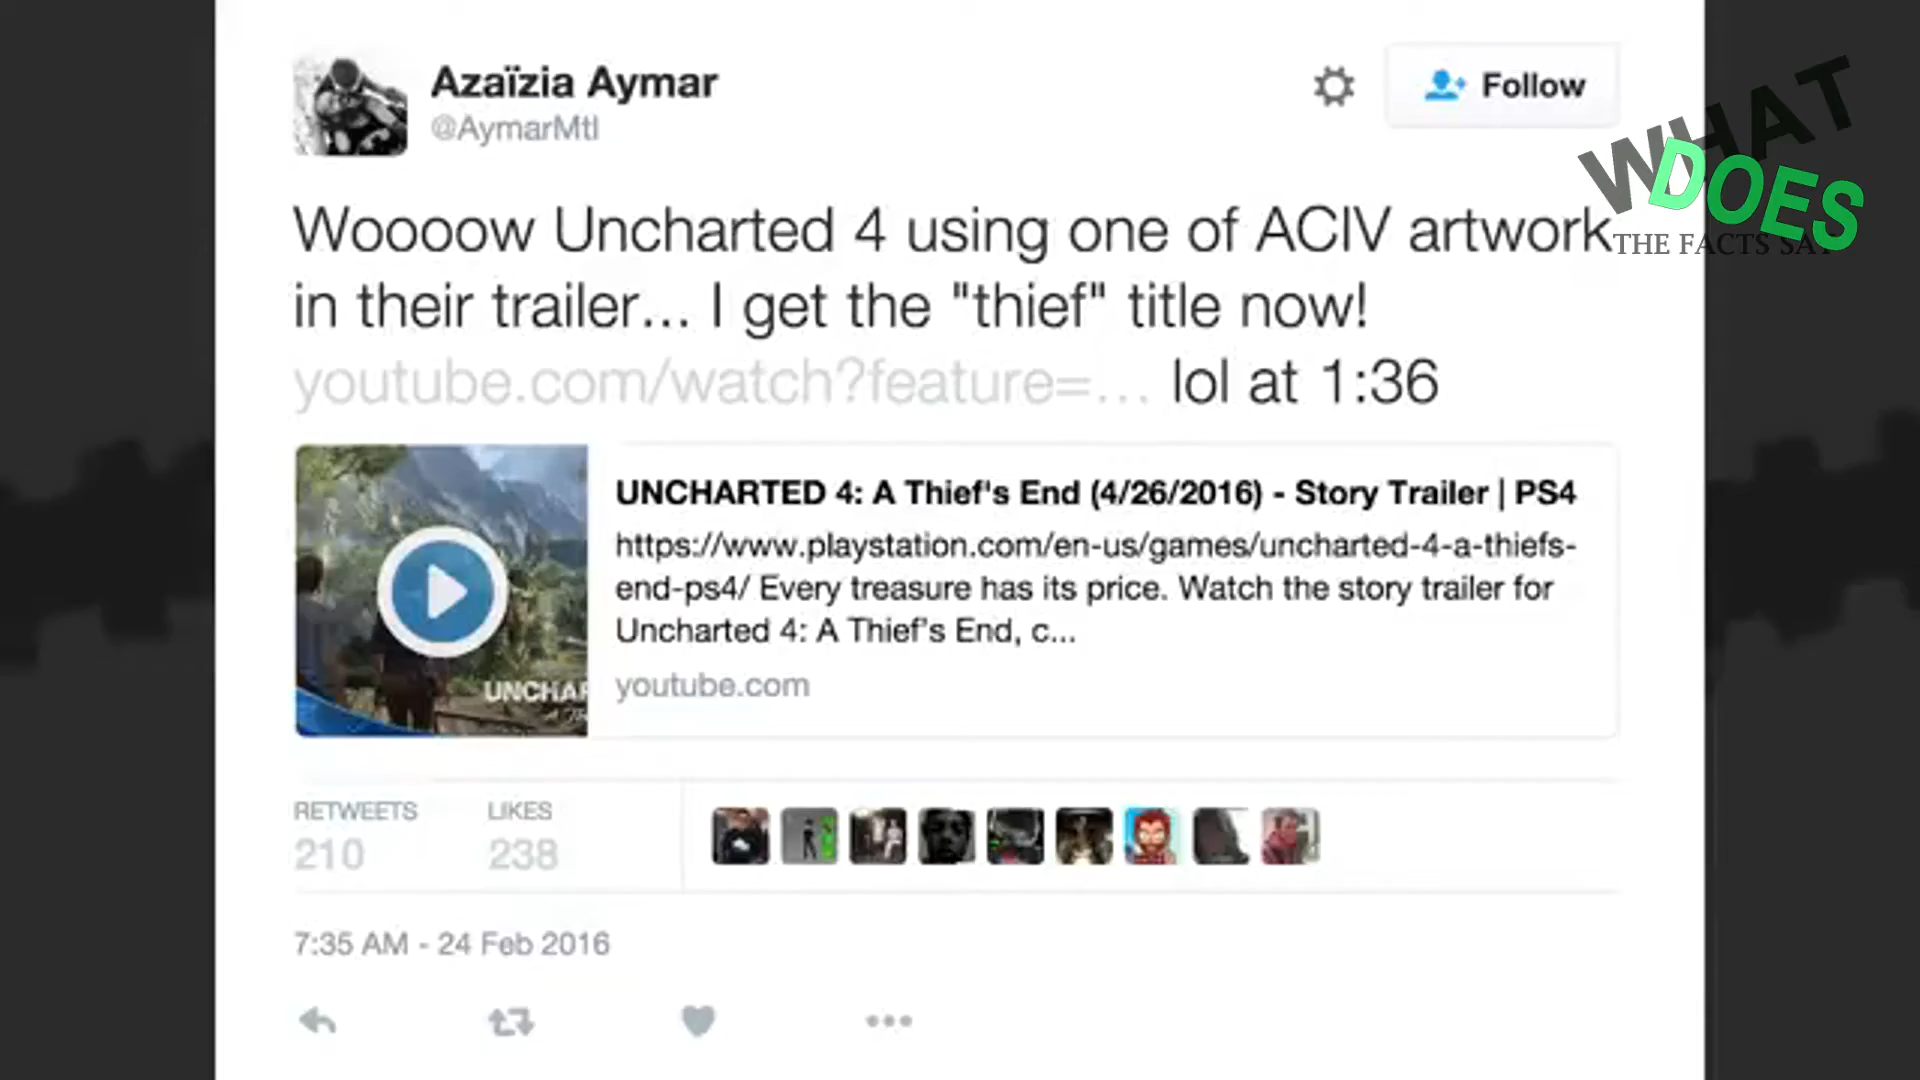 Azaïzia Aymar
@AymarMtl
Follow
WHAT
DOES
THE FACTS SAY
Woooow Uncharted 4 using one of ACIV artwork
in their trailer... I get the "thief" title now!
youtube.com/watch?feature=... lol at 1:36
UNCHARTED 4: A Thief's End (4/26/2016) - Story Trailer | PS4
https://www.playstation.com/en-us/games/uncharted-4-a-thiefs-
end-ps4/ Every treasure has its price. Watch the story trailer for
Uncharted 4: A Thief's End, c...
youtube.com
UNCHAR
RETWEETS LIKES
210 238
7:35 AM - 24 Feb 2016